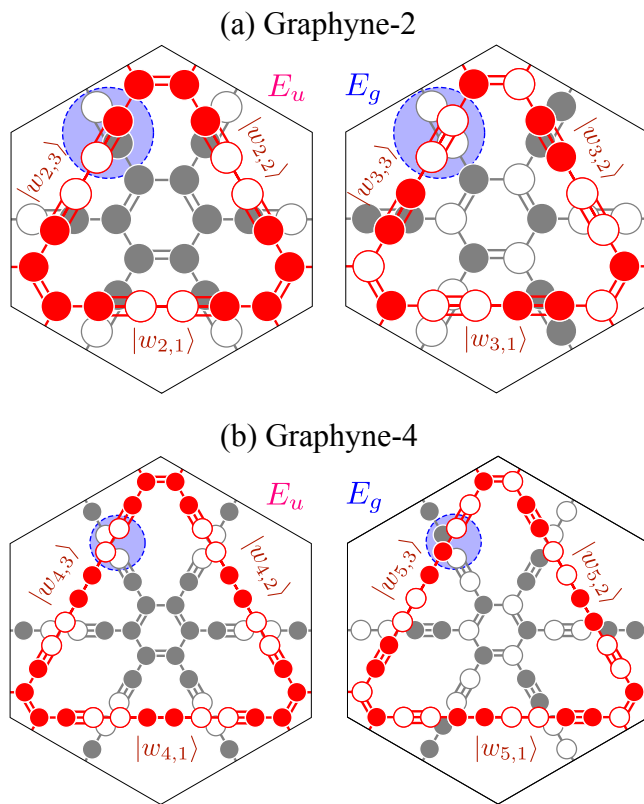 (a) Graphyne-2
E_u
E_g
|w_{2,3}⟩
|w_{2,2}⟩
|w_{3,3}⟩
|w_{3,2}⟩
|w_{2,1}⟩
|w_{3,1}⟩
(b) Graphyne-4
E_u
E_g
|w_{4,3}⟩
|w_{4,2}⟩
|w_{5,3}⟩
|w_{5,2}⟩
|w_{4,1}⟩
|w_{5,1}⟩